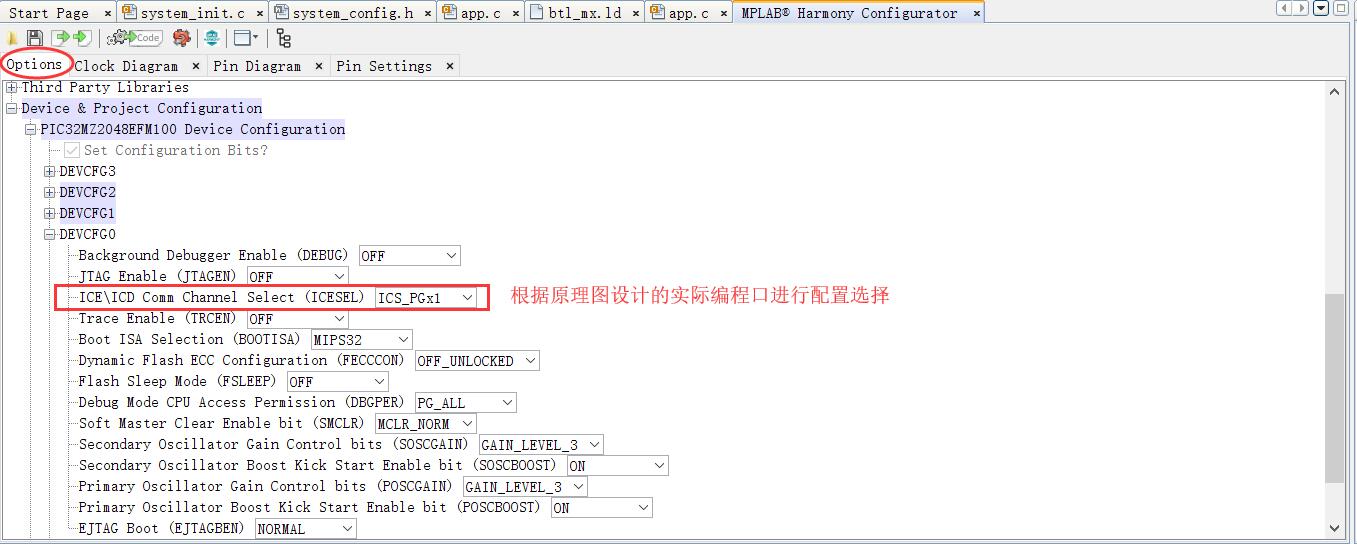 Start Page system_init.c system_config.h app.c btl_mx.ld app.c MPLAB® Harmony Configurator
Code
Options Clock Diagram Pin Diagram Pin Settings
Third Party Libraries
Device & Project Configuration
PIC32MZ2048EFM100 Device Configuration
Set Configuration Bits?
DEVCFG3
DEVCFG2
DEVCFG1
DEVCFG0
Background Debugger Enable (DEBUG) OFF
JTAG Enable (JTAGEN) OFF
ICE\ICD Comm Channel Select (ICESEL) ICS_PGx1 根据原理图设计的实际编程口进行配置选择
Trace Enable (TRCEN) OFF
Boot ISA Selection (BOOTISA) MIPS32
Dynamic Flash ECC Configuration (FECCCON) OFF_UNLOCKED
Flash Sleep Mode (FSLEEP) OFF
Debug Mode CPU Access Permission (DBGPER) PG_ALL
Soft Master Clear Enable bit (SMCLR) MCLR_NORM
Secondary Oscillator Gain Control bits (SOSCGAIN) GAIN_LEVEL_3
Secondary Oscillator Boost Kick Start Enable bit (SOSCBOOST) ON
Primary Oscillator Gain Control bits (POSCGAIN) GAIN_LEVEL_3
Primary Oscillator Boost Kick Start Enable bit (POSCBOOST) ON
EJTAG Boot (EJTAGBEN) NORMAL